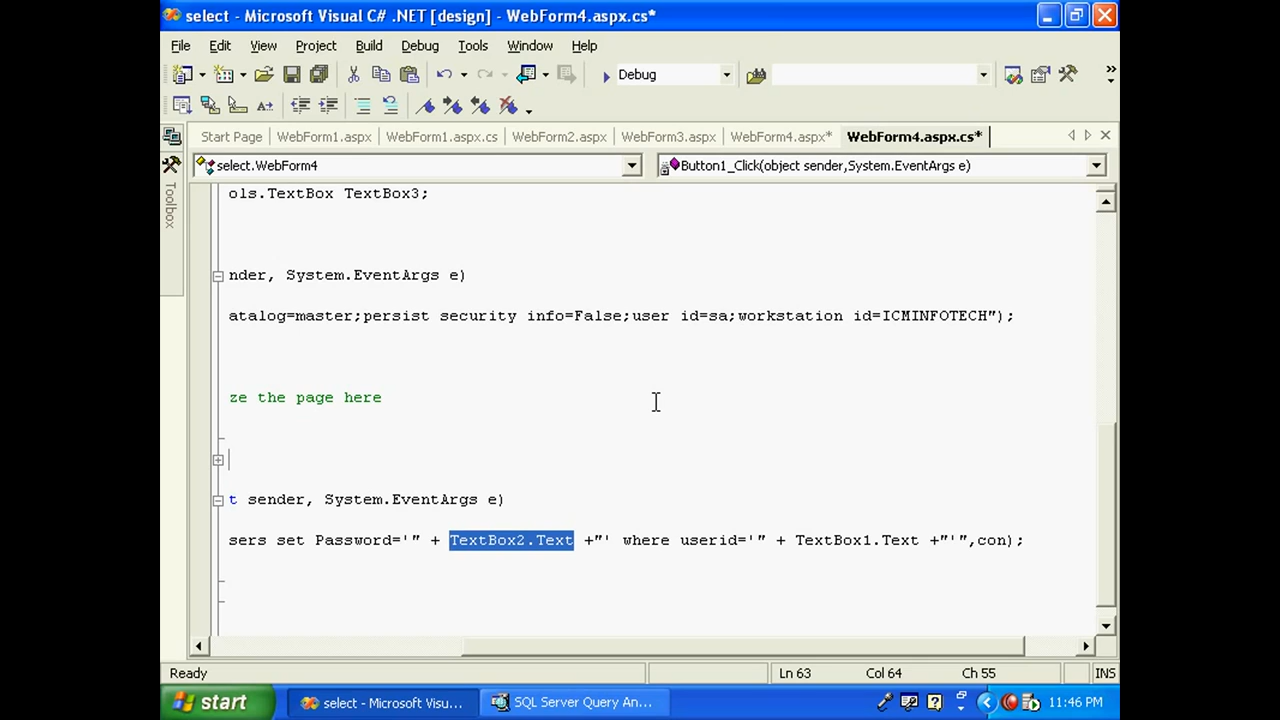 select - Microsoft Visual C# .NET [design] - WebForm4.aspx.cs*
File Edit View Project Build Debug Tools Window Help
Debug
Start Page WebForm1.aspx WebForm1.aspx.cs WebForm2.aspx WebForm3.aspx WebForm4.aspx* WebForm4.aspx.cs*
select.WebForm4 Button1_Click(object sender,System.EventArgs e)
Toolbox
ols.TextBox TextBox3;
nder, System.EventArgs e)
atalog=master;persist security info=False;user id=sa;workstation id=ICMINFOTECH");
ze the page here
t sender, System.EventArgs e)
sers set Password='" + TextBox2.Text +"' where userid='" + TextBox1.Text +"'",con);
Ready Ln 63 Col 64 Ch 55 INS
start select - Microsoft Visu... SQL Server Query An... 11:46 PM